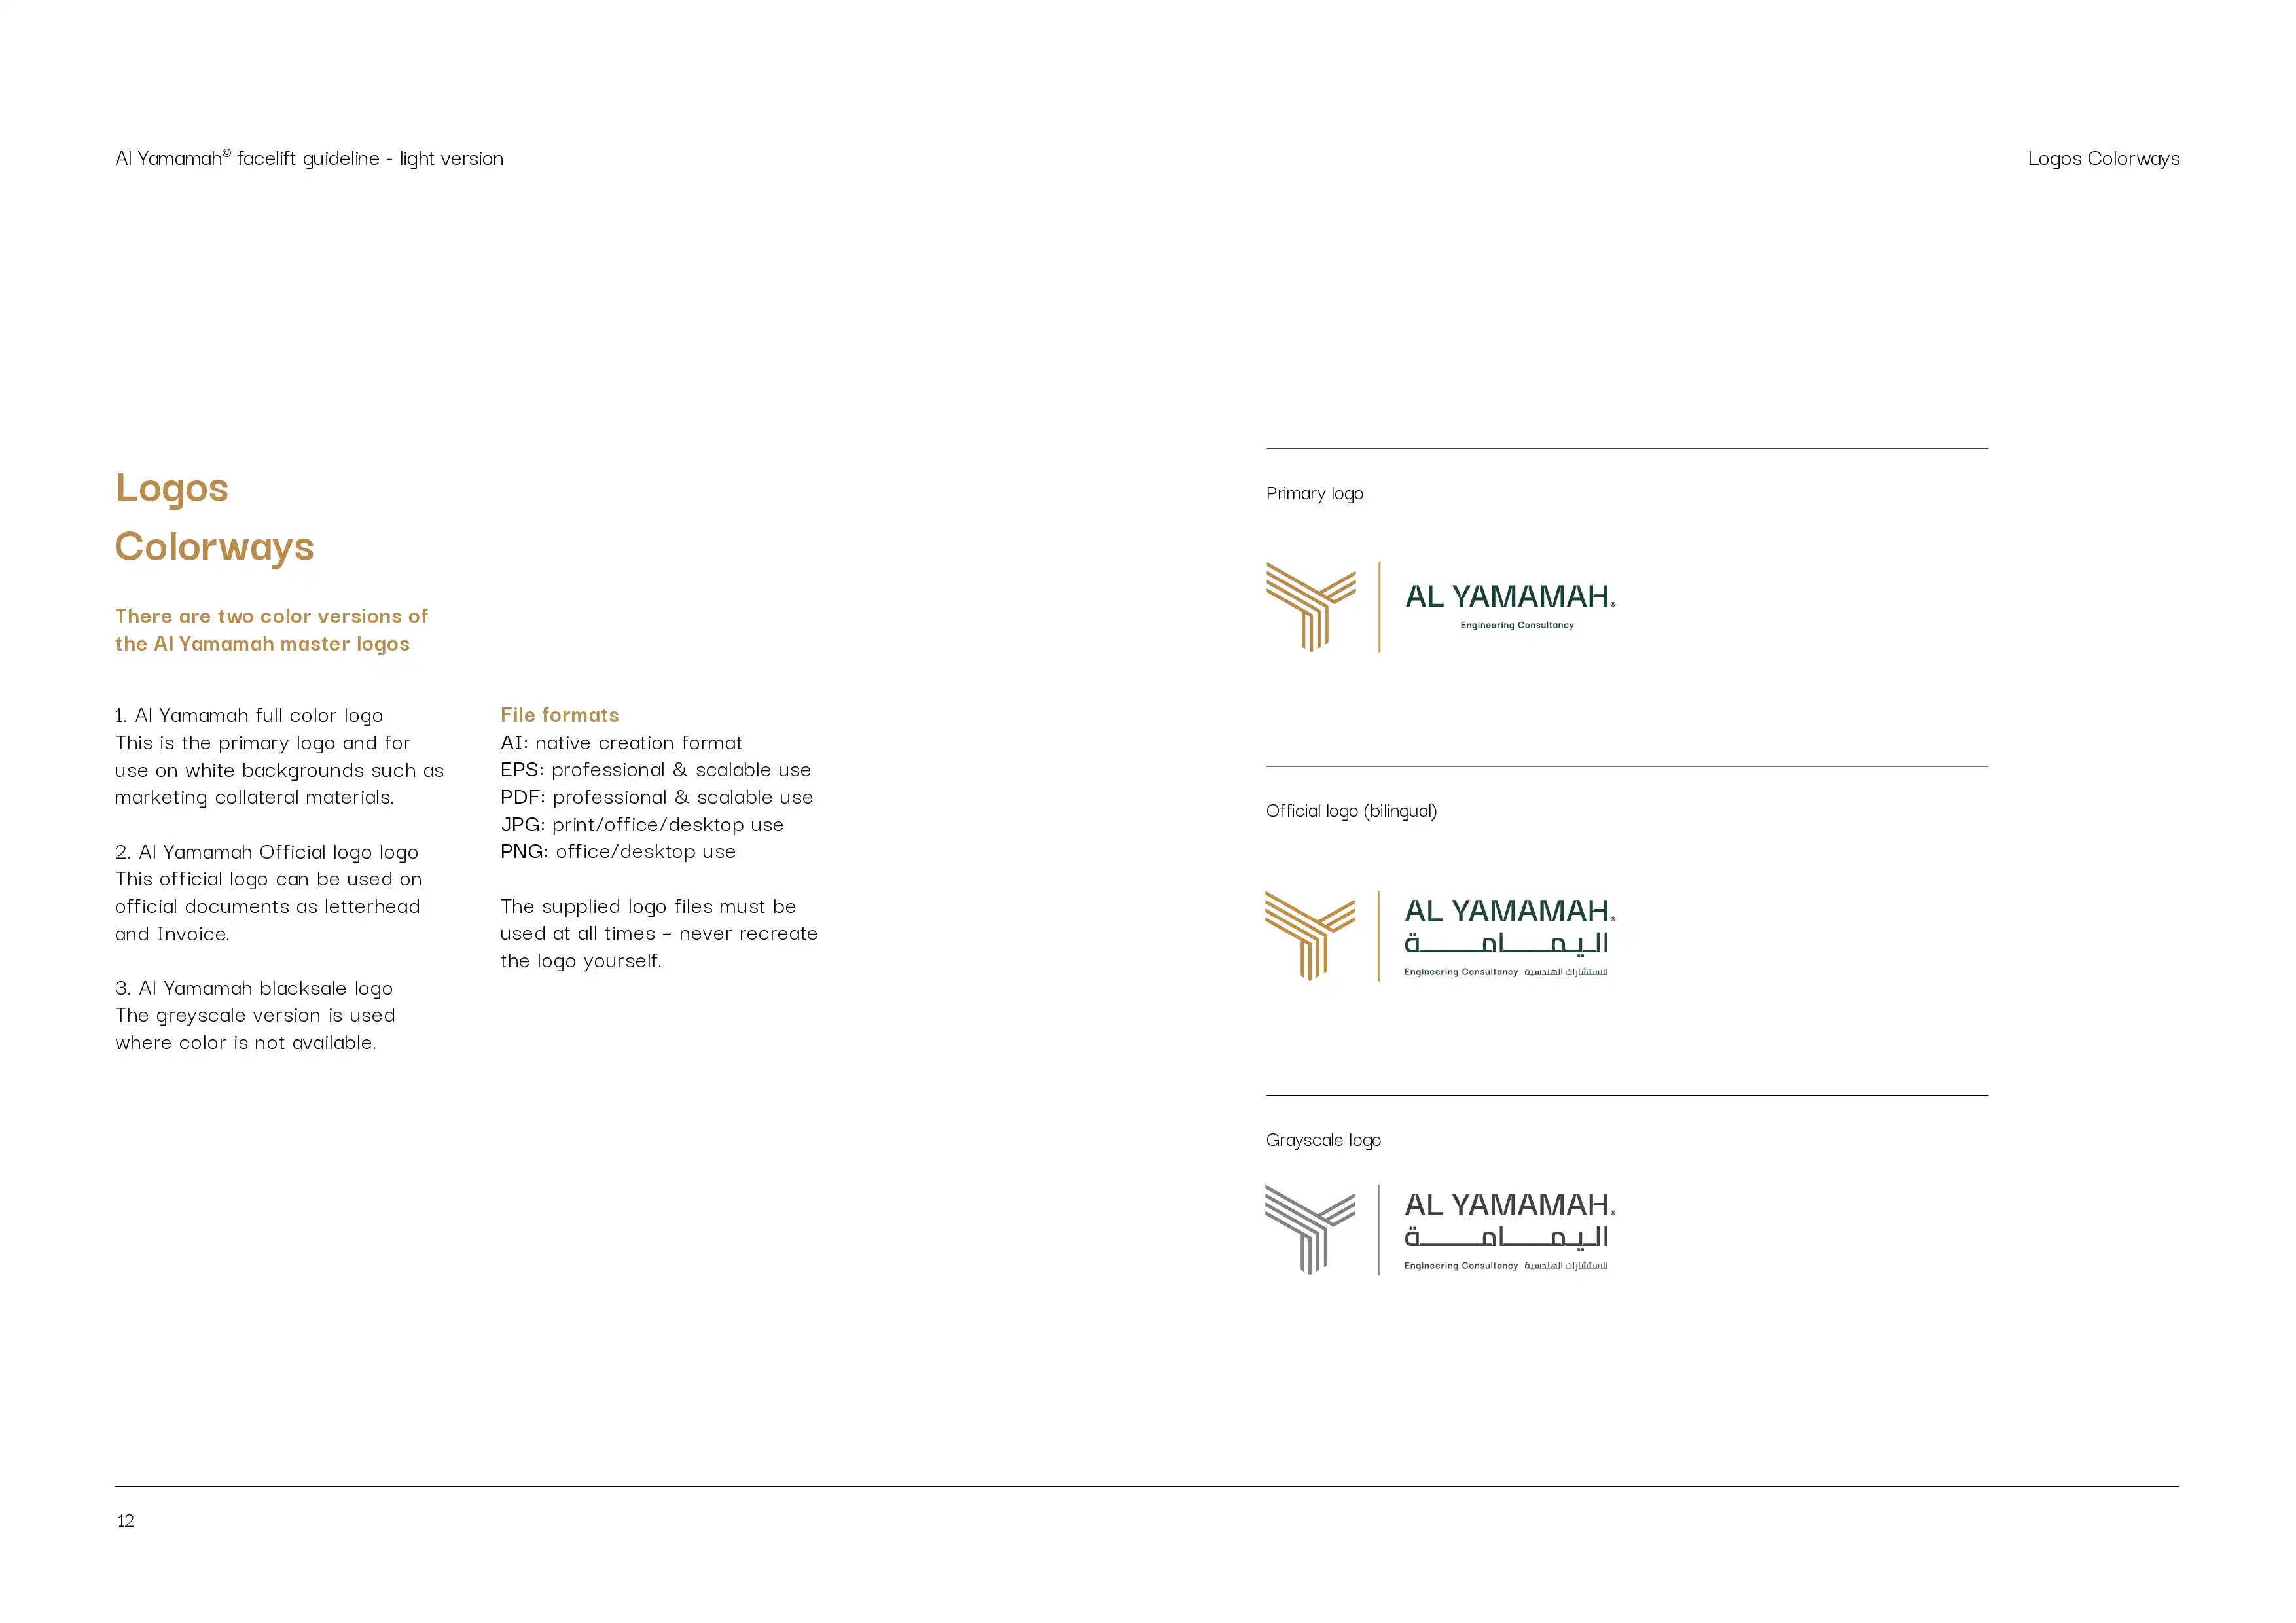 Al Yamamah© facelift guideline - light version
Logos Colorways
Logos
Colorways
There are two color versions of
the Al Yamamah master logos
1. Al Yamamah full color logo
This is the primary logo and for
use on white backgrounds such as
marketing collateral materials.
2. Al Yamamah Official logo logo
This official logo can be used on
official documents as letterhead
and Invoice.
3. Al Yamamah blacksale logo
The greyscale version is used
where color is not available.
File formats
AI: native creation format
EPS: professional & scalable use
PDF: professional & scalable use
JPG: print/office/desktop use
PNG: office/desktop use
The supplied logo files must be
used at all times – never recreate
the logo yourself.
Primary logo
AL YAMAMAH®
Engineering Consultancy
Official logo (bilingual)
AL YAMAMAH®
اليمامة
Engineering Consultancy للاستشارات الهندسية
Grayscale logo
AL YAMAMAH®
اليمامة
Engineering Consultancy للاستشارات الهندسية
12